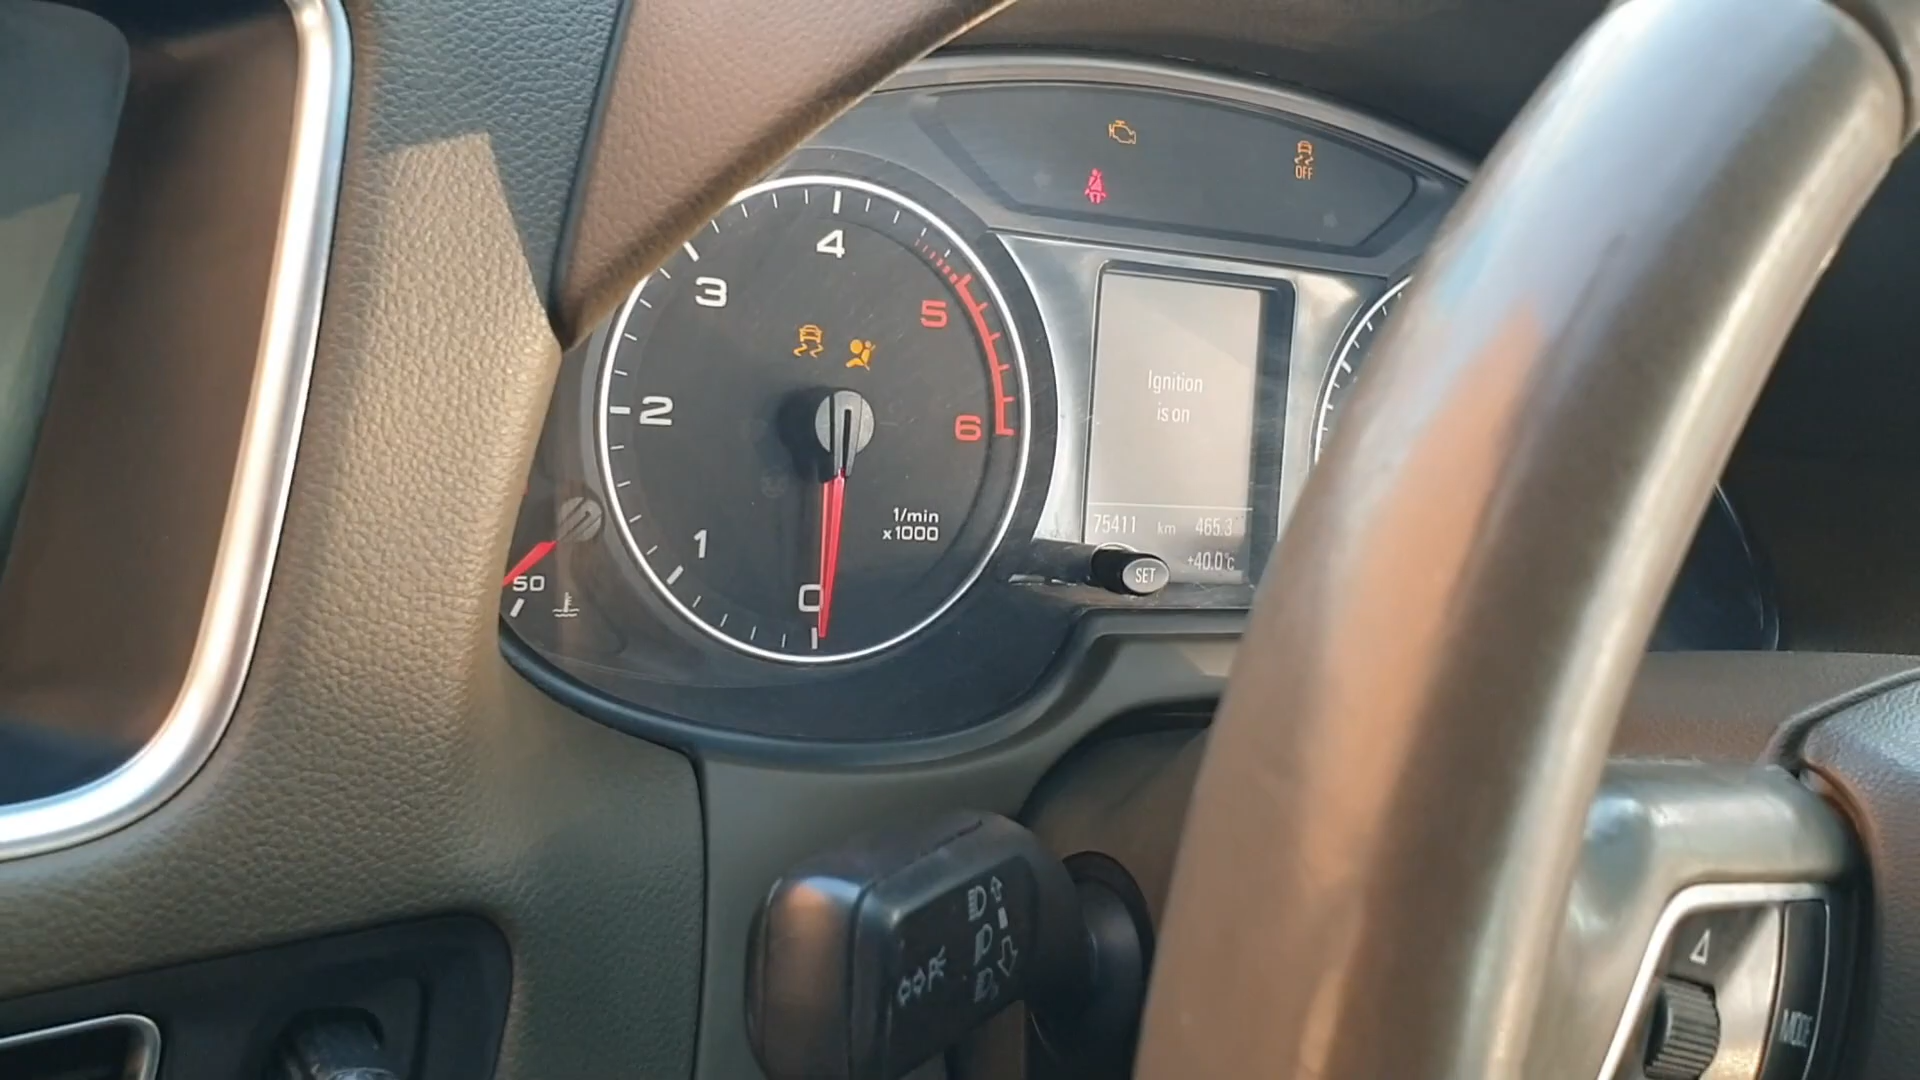 OFF
4
3
5
2
6
1/min
x1000
1
0
50
Ignition
is on
75411 km 465.3
+40.0°C
SET
MODE